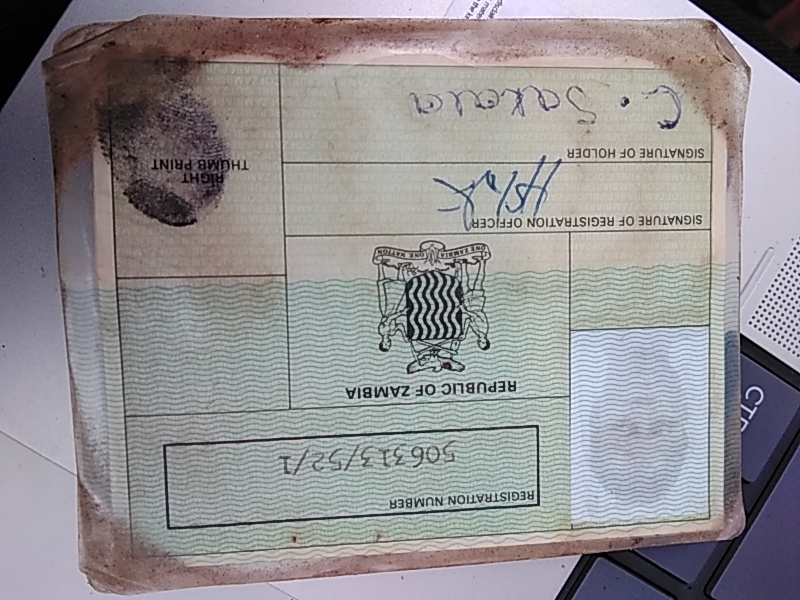 REGISTRATION NUMBER
506313/52/1
REPUBLIC OF ZAMBIA
ONE ZAMBIA ONE NATION
SIGNATURE OF REGISTRATION OFFICER
SIGNATURE OF HOLDER
C. Sakala
RIGHT
THUMB PRINT
CTRL